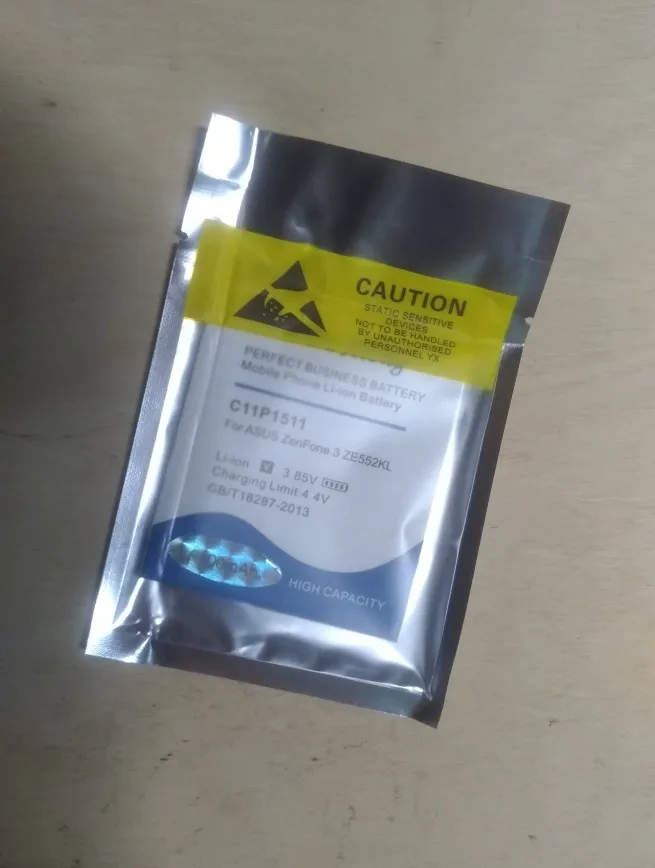 CAUTION
STATIC SENSITIVE
DEVICES
NOT TO BE HANDLED
BY UNAUTHORISED
PERSONNEL YX
PERFECT BUSINESS BATTERY
Mobile Phone Li-ion Battery
C11P1511
For ASUS ZenFone 3 ZE552KL
Li-ion 3.85V
Charging Limit 4.4V
GB/T18287-2013
HIGH CAPACITY